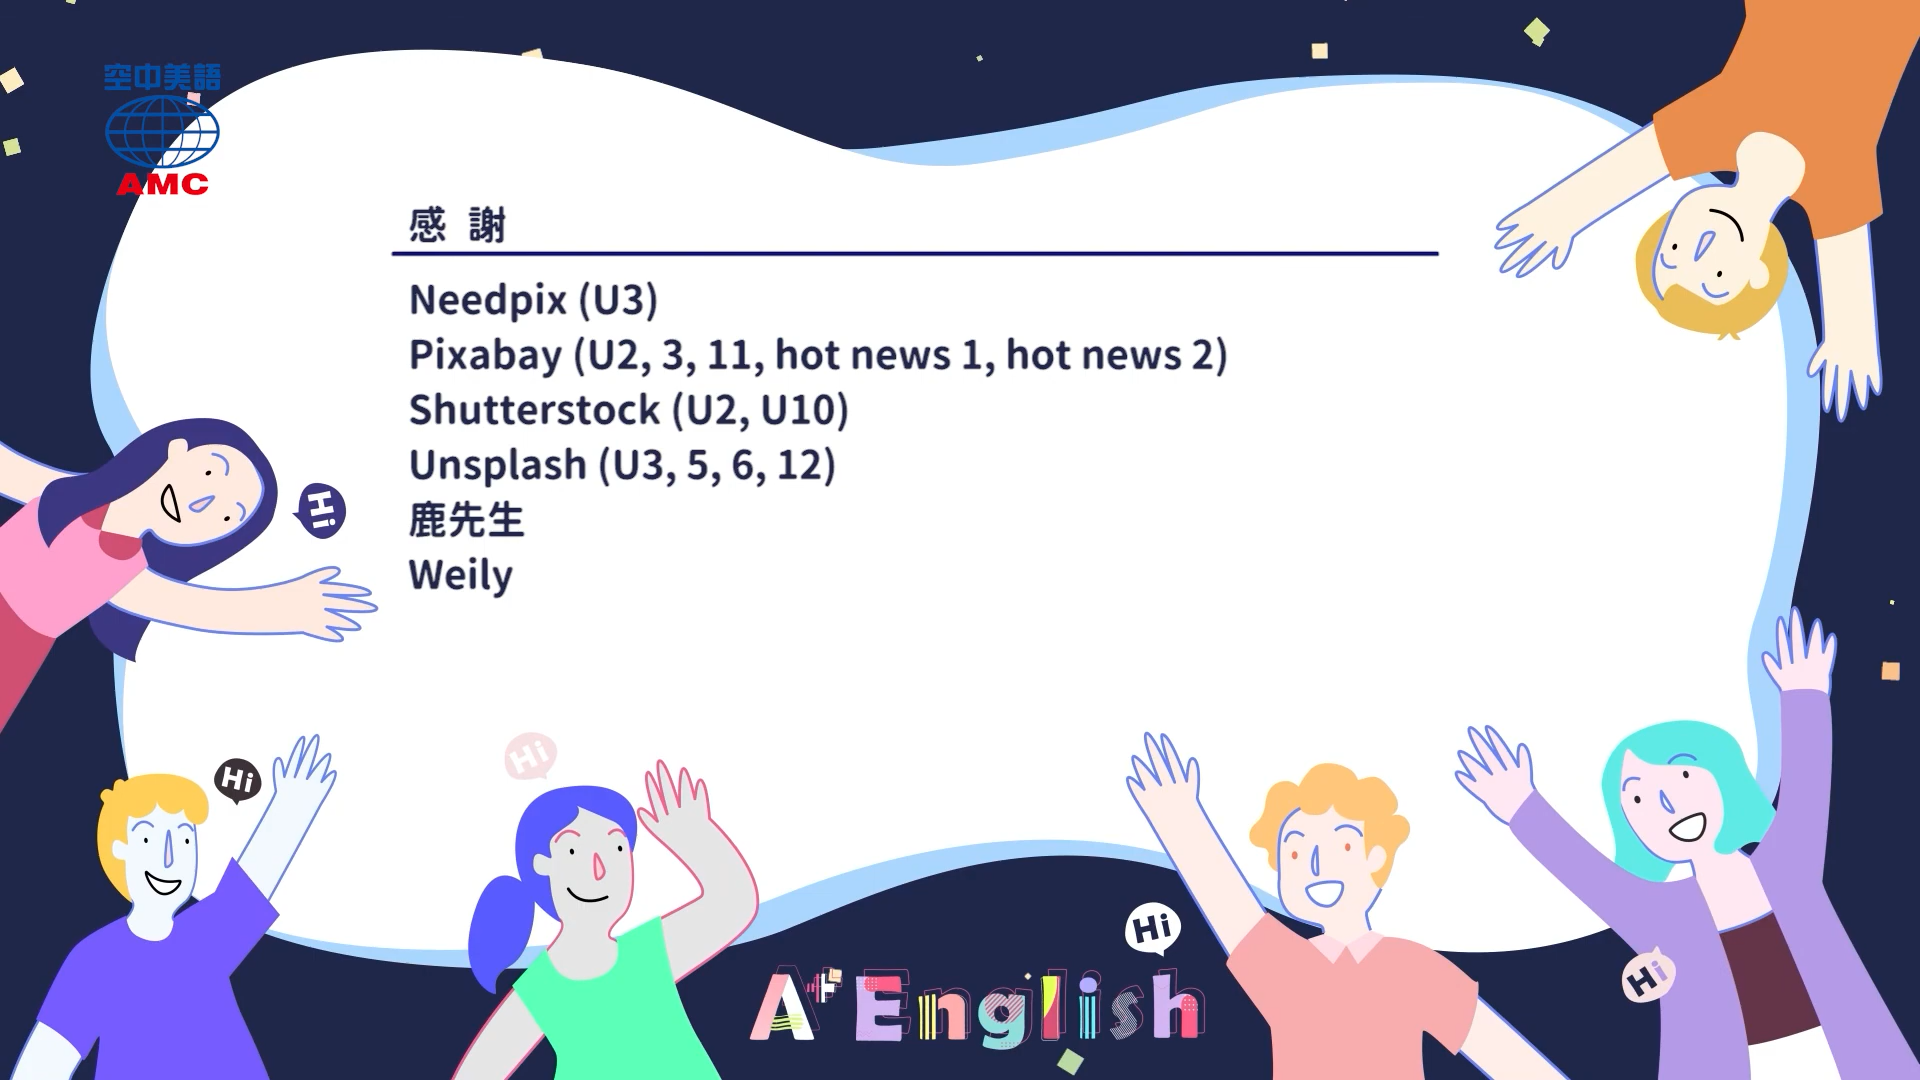 空中美語
AMC
感 謝
Needpix (U3)
Pixabay (U2, 3, 11, hot news 1, hot news 2)
Shutterstock (U2, U10)
Unsplash (U3, 5, 6, 12)
鹿先生
Weily
Hi
Hi
Hi
Hi
Hi
A+ English